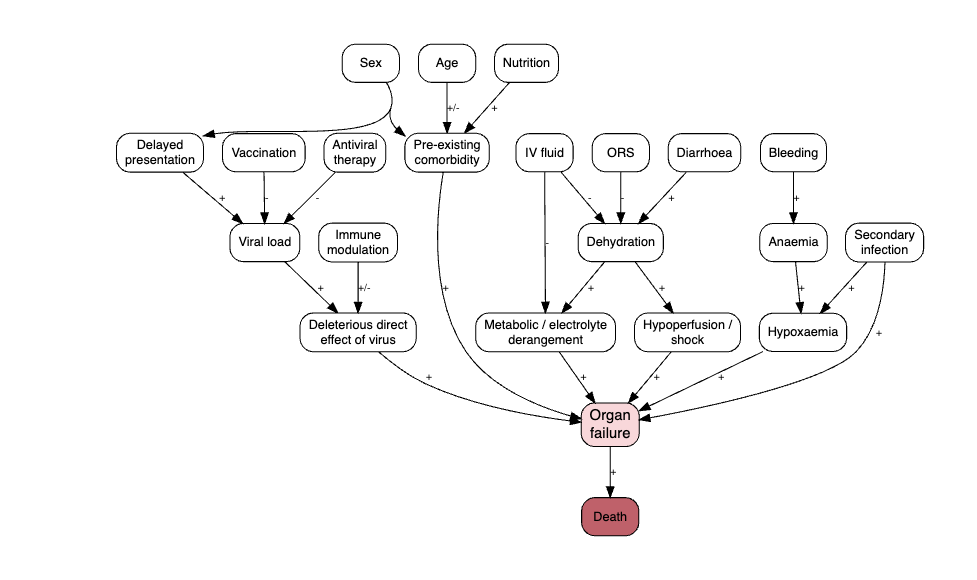 Sex
Age
Nutrition
+/-
+
Delayed
presentation
Vaccination
Antiviral
therapy
Pre-existing
comorbidity
IV fluid
ORS
Diarrhoea
Bleeding
+
-
-
-
-
+
+
Viral load
Immune
modulation
Dehydration
Anaemia
Secondary
infection
-
+
+/-
+
+
+
+
+
Deleterious direct
effect of virus
Metabolic / electrolyte
derangement
Hypoperfusion /
shock
Hypoxaemia
+
+
+
+
+
Organ
failure
+
Death